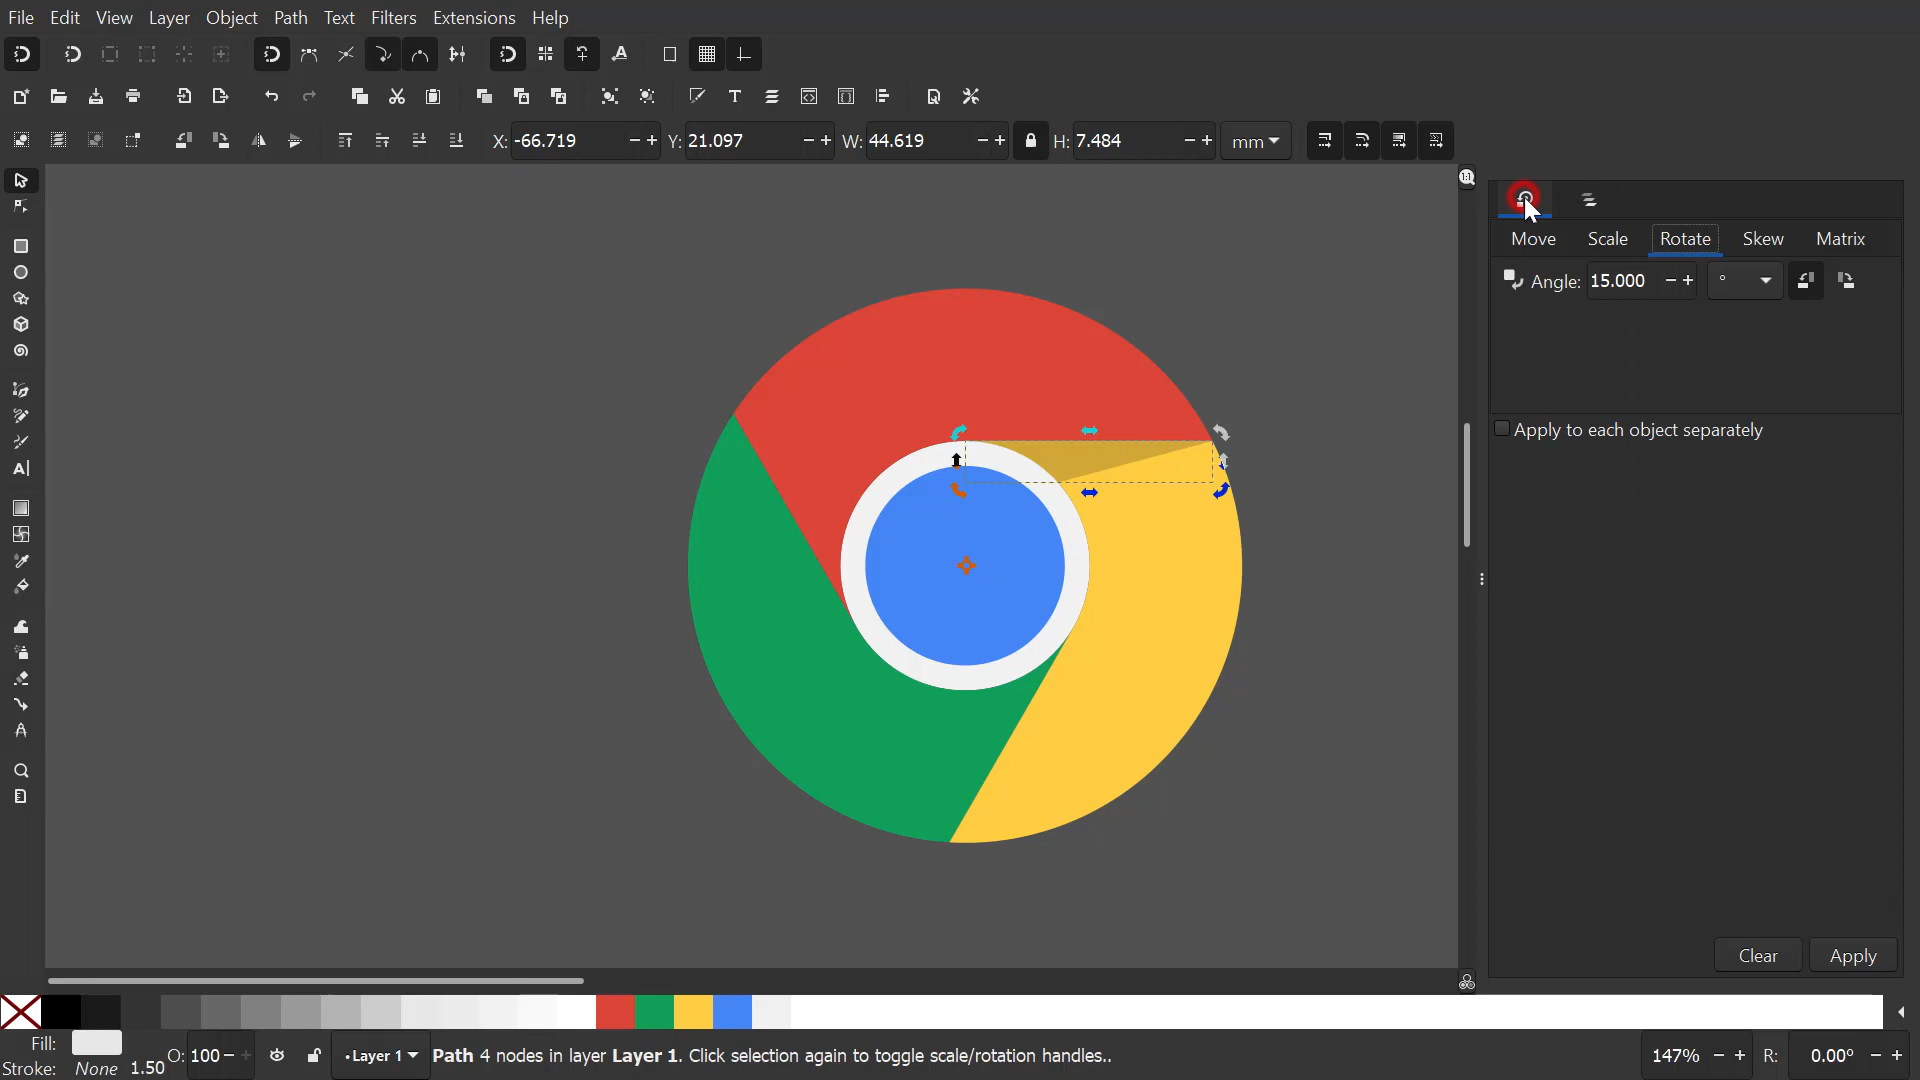 File Edit View Layer Object Path Text Filters Extensions Help
X: -66.719 Y: 21.097 W: 44.619 H: 7.484 mm
Move Scale Rotate Skew Matrix
Angle: 15.000 °
Apply to each object separately
Clear Apply
Fill:
Stroke: None 1.50 O: 100 •Layer 1 Path 4 nodes in layer Layer 1. Click selection again to toggle scale/rotation handles.. 147% R: 0.00°